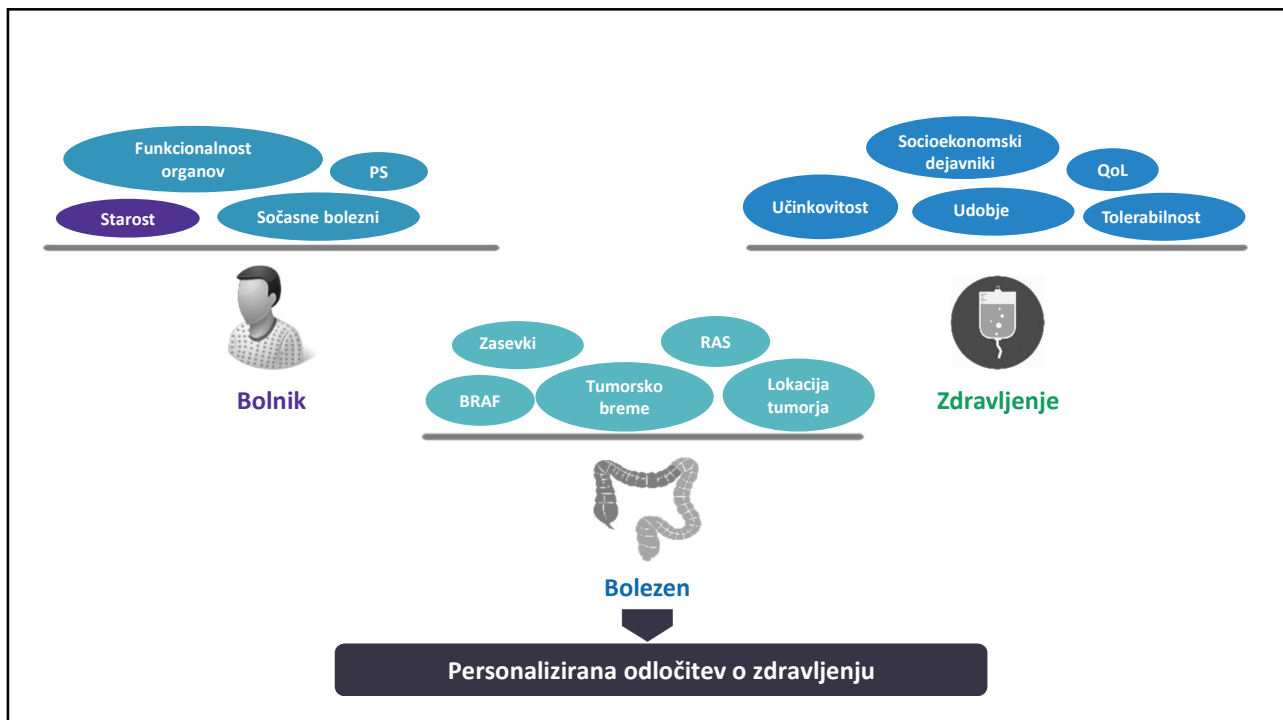 Funkcionalnost
organov
PS
Starost
Sočasne bolezni
Bolnik
Socioekonomski
dejavniki
QoL
Učinkovitost
Udobje
Tolerabilnost
Zdravljenje
Zasevki
RAS
BRAF
Tumorsko
breme
Lokacija
tumorja
Bolezen
Personalizirana odločitev o zdravljenju